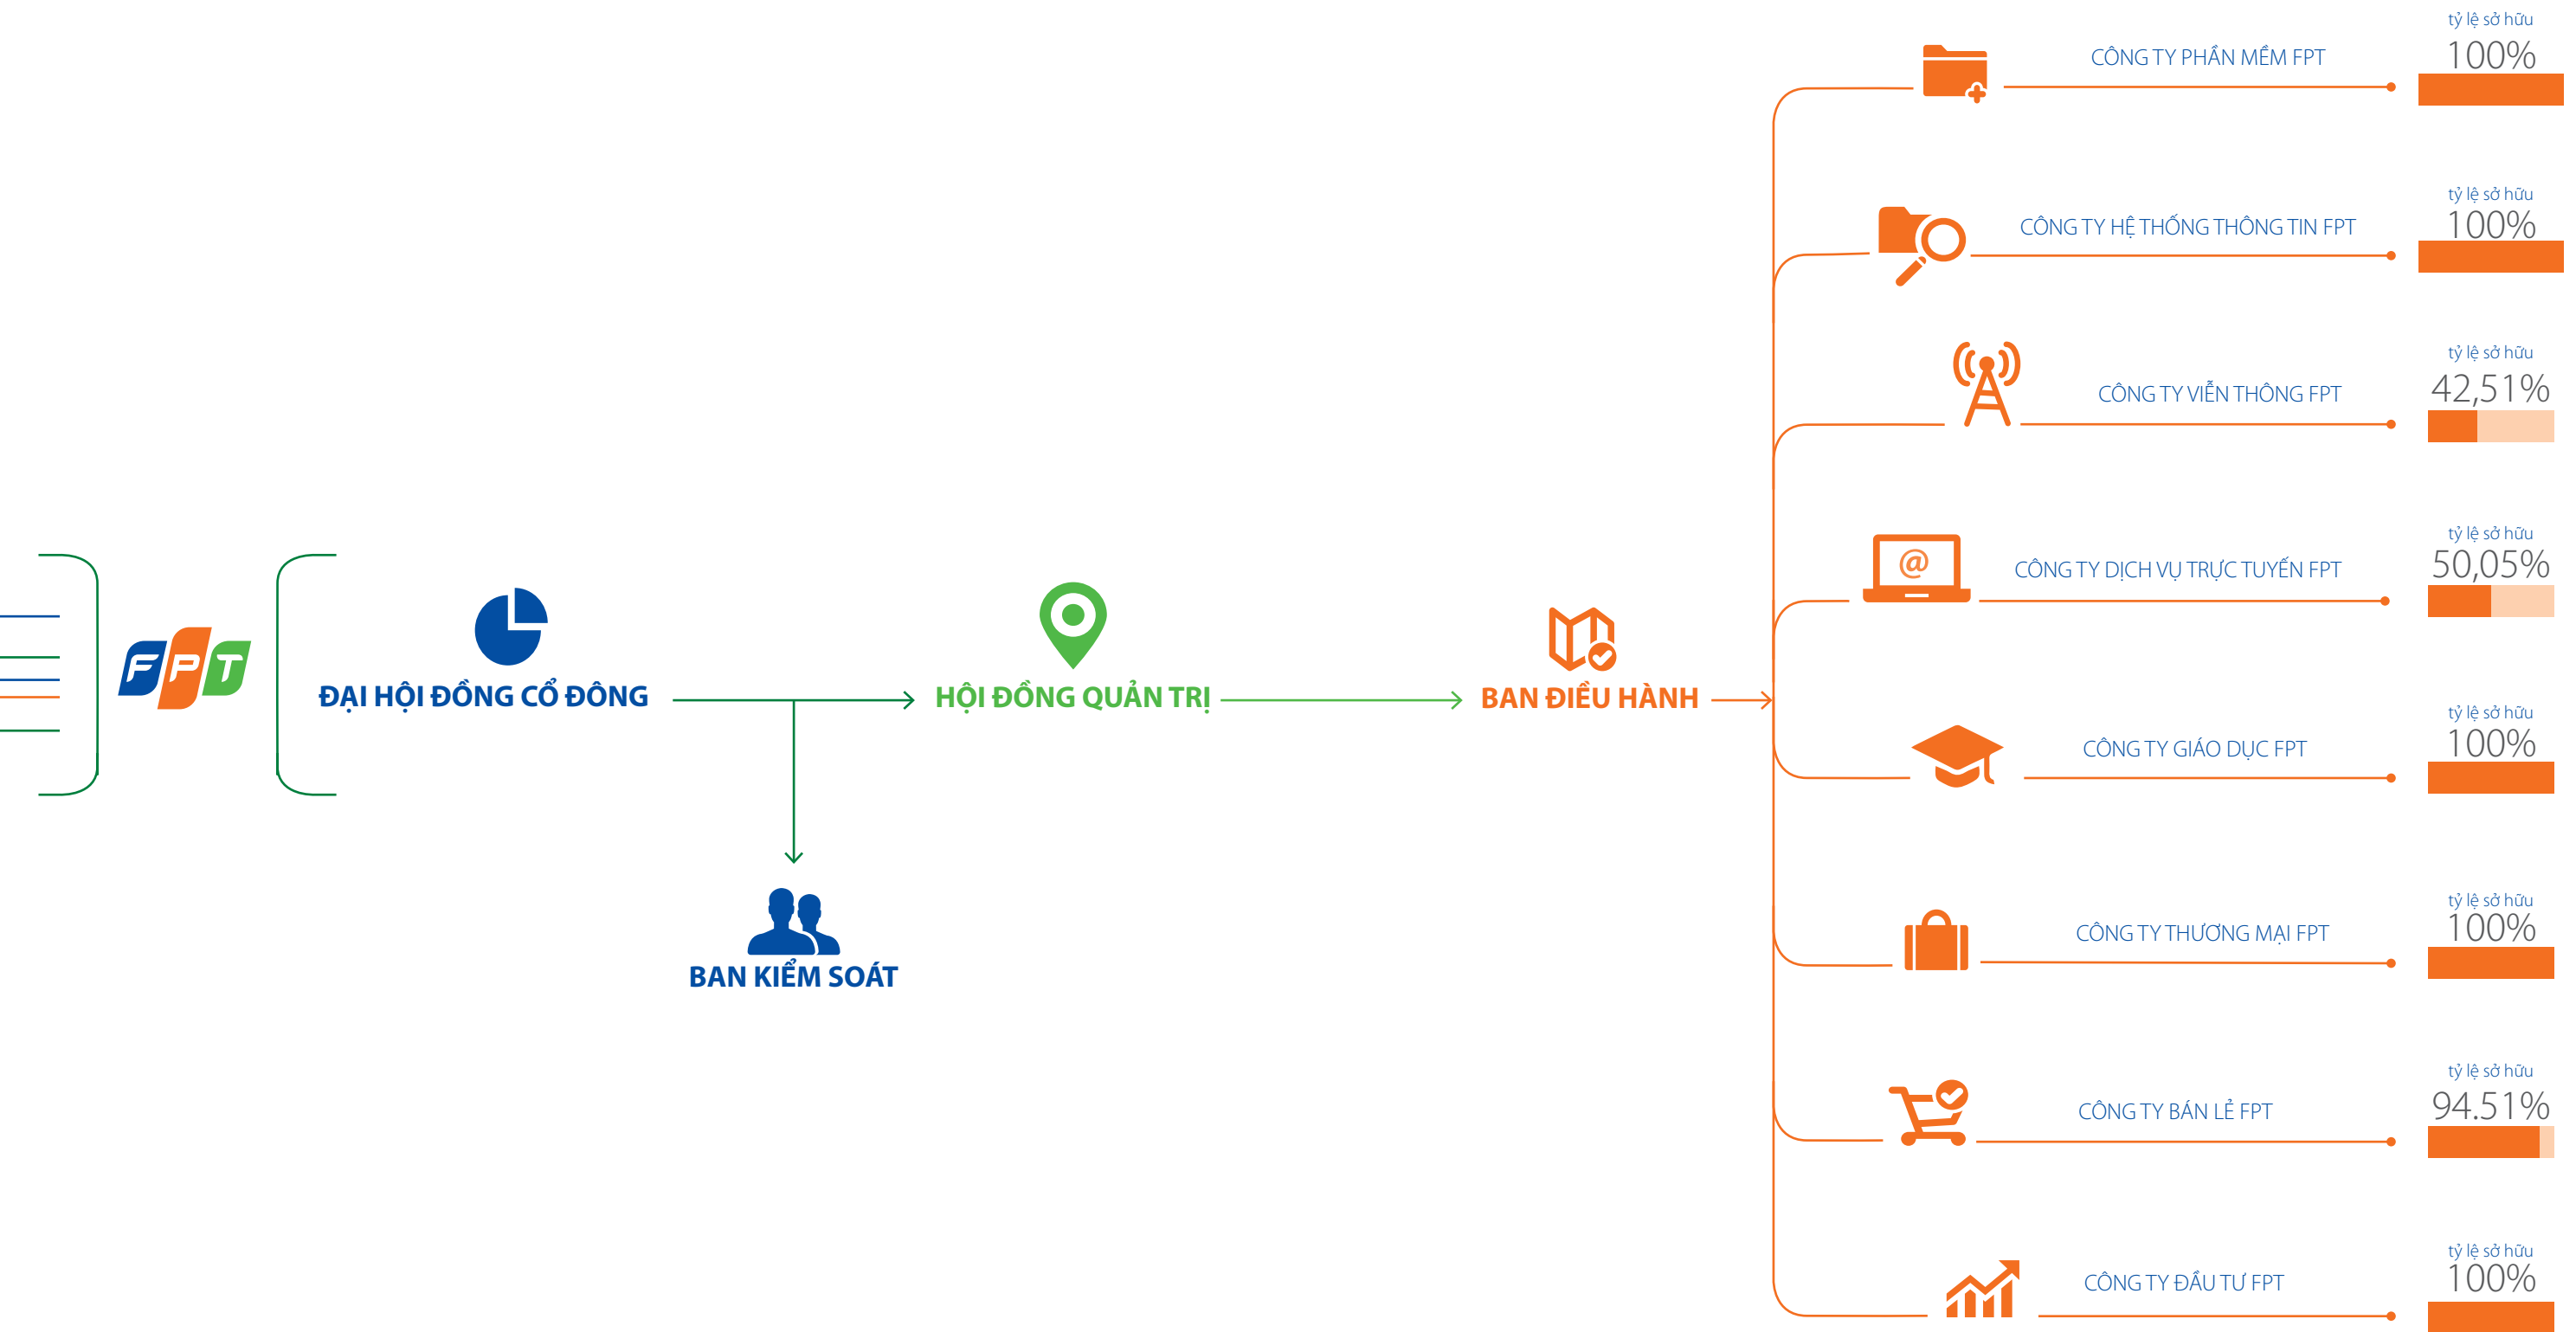 FPT
ĐẠI HỘI ĐỒNG CỔ ĐÔNG
HỘI ĐỒNG QUẢN TRỊ
BAN ĐIỀU HÀNH
BAN KIỂM SOÁT
CÔNG TY PHẦN MỀM FPT
tỷ lệ sở hữu
100%
CÔNG TY HỆ THỐNG THÔNG TIN FPT
tỷ lệ sở hữu
100%
CÔNG TY VIỄN THÔNG FPT
tỷ lệ sở hữu
42,51%
@
CÔNG TY DỊCH VỤ TRỰC TUYẾN FPT
tỷ lệ sở hữu
50,05%
CÔNG TY GIÁO DỤC FPT
tỷ lệ sở hữu
100%
CÔNG TY THƯƠNG MẠI FPT
tỷ lệ sở hữu
100%
CÔNG TY BÁN LẺ FPT
tỷ lệ sở hữu
94.51%
CÔNG TY ĐẦU TƯ FPT
tỷ lệ sở hữu
100%